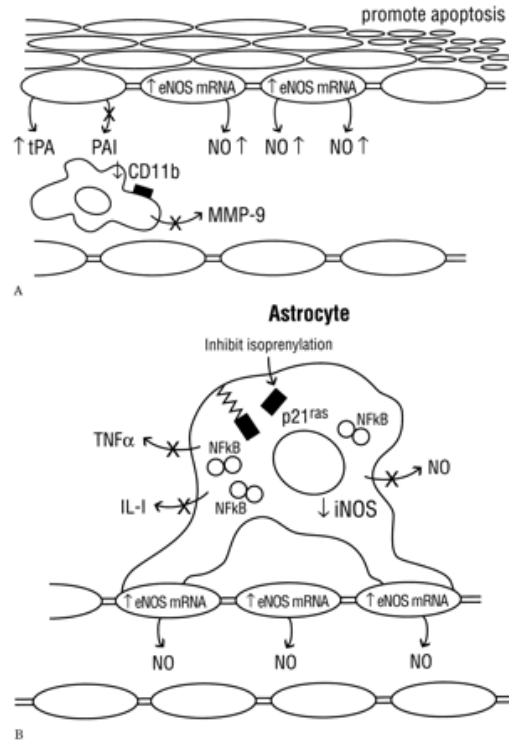 promote apoptosis
↑ eNOS mRNA ↑ eNOS mRNA
↑ tPA PAI NO ↑ NO ↑ NO ↑
↓ CD11b
MMP-9
A
Astrocyte
Inhibit isoprenylation
p21ras
TNFα NFkB NFkB
NO
IL-I NFkB ↓ iNOS
↑ eNOS mRNA ↑ eNOS mRNA ↑ eNOS mRNA
NO NO NO
B